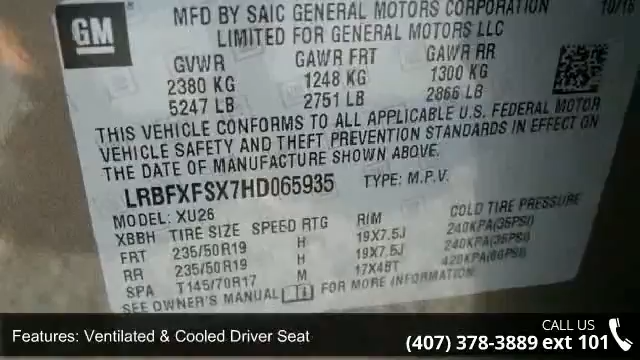 GM
MFD BY SAIC GENERAL MOTORS CORPORATION 10/16
LIMITED FOR GENERAL MOTORS LLC
GVWR GAWR FRT GAWR RR
2380 KG 1248 KG 1300 KG
5247 LB 2751 LB 2866 LB
THIS VEHICLE CONFORMS TO ALL APPLICABLE U.S. FEDERAL MOTOR
VEHICLE SAFETY AND THEFT PREVENTION STANDARDS IN EFFECT ON
THE DATE OF MANUFACTURE SHOWN ABOVE.
LRBFXFSX7HD065935 TYPE: M.P.V.
MODEL: XU26
XBBH TIRE SIZE SPEED RTG RIM COLD TIRE PRESSURE
FRT 235/50R19 H 19X7.5J 240KPA(35PSI)
RR 235/50R19 H 19X7.5J 240KPA(35PSI)
SPA T145/70R17 M 17X4BT 420KPA(60PSI)
SEE OWNER'S MANUAL FOR MORE INFORMATION
Features: Ventilated & Cooled Driver Seat
CALL US
(407) 378-3889 ext 101